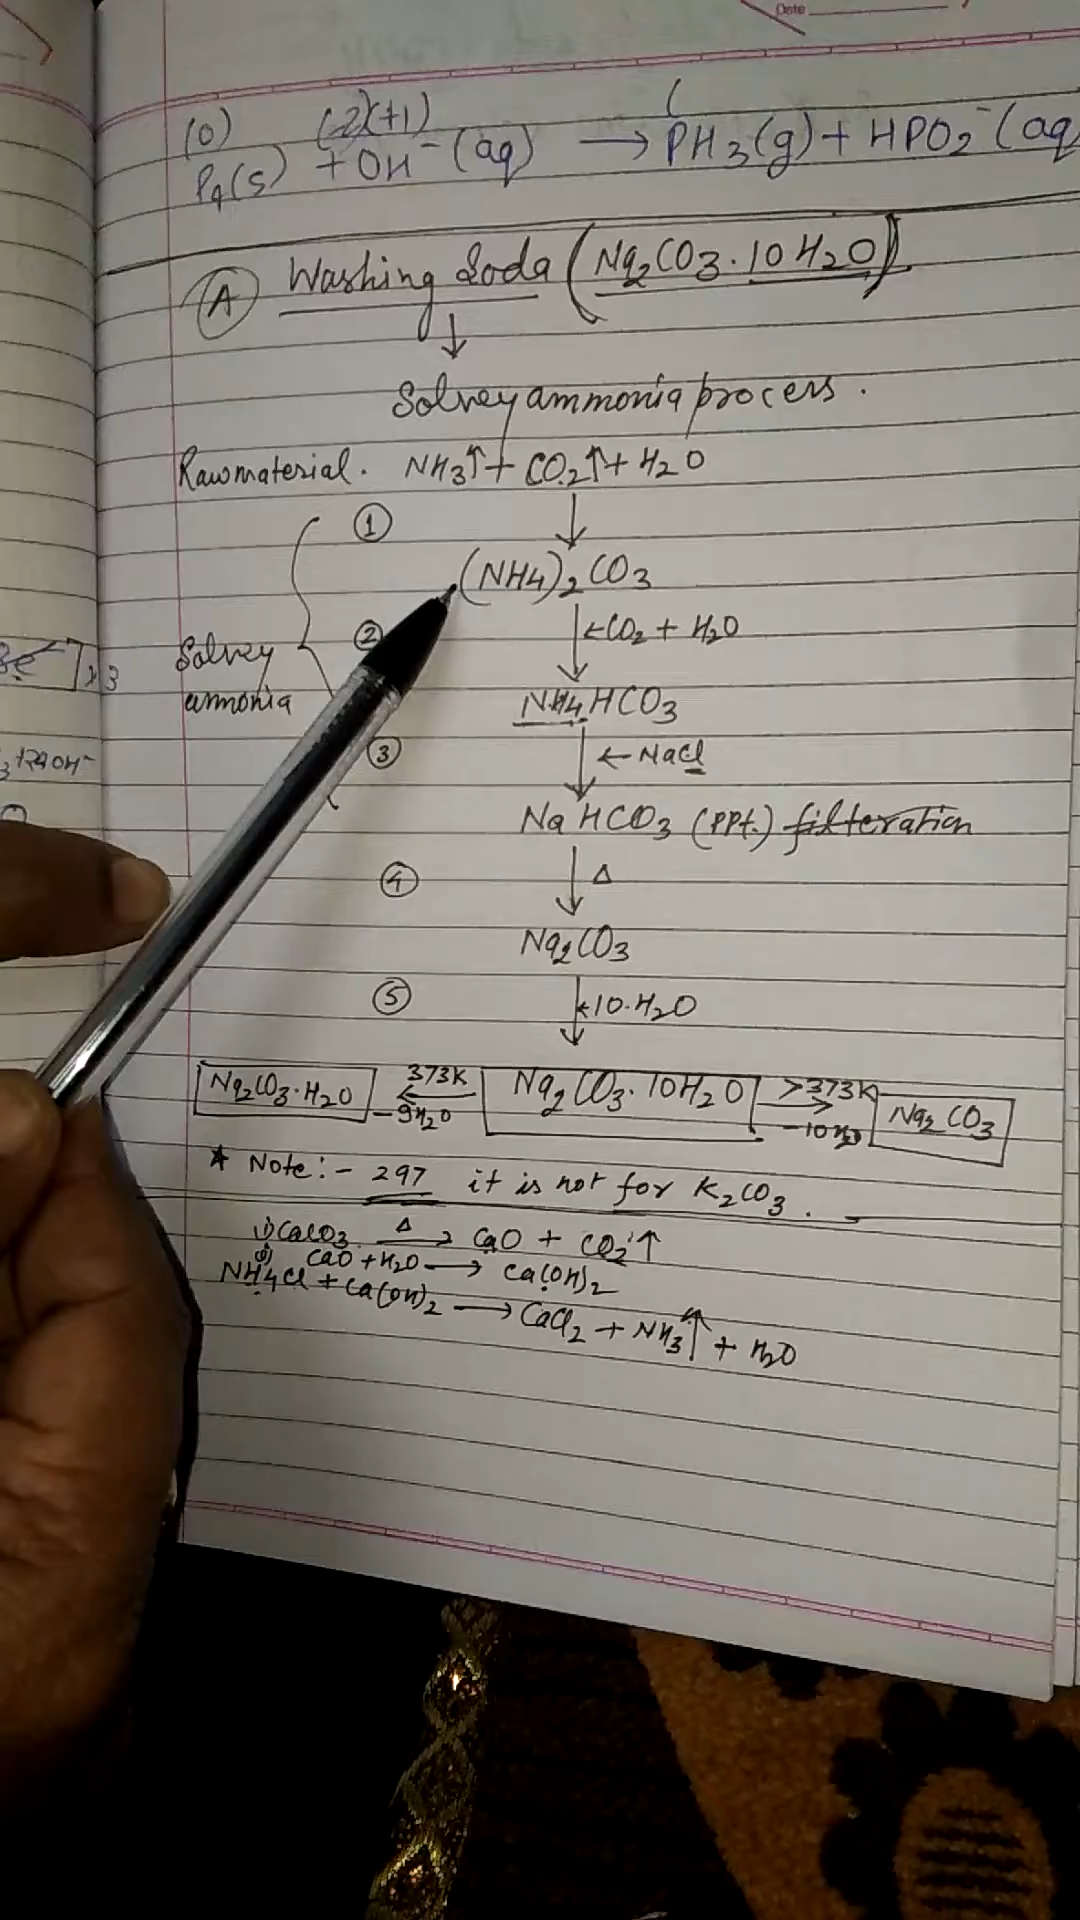 Date
(0) (-2)(+1) (
P4(s) + OH⁻(aq) → PH3(g) + HPO2⁻(aq
(A) Washing Soda (Na2CO3.10H2O)
↓
Solvey ammonia process.
Rawmaterial. NH3↑ + CO2↑ + H2O
① ↓
(NH4)2CO3
② ↓ ← CO2 + H2O
Solvey
ammonia
NH4HCO3
③ ↓ ← NaCl
NaHCO3 (PPt.) filteration
④ ↓ Δ
Na2CO3
⑤ ↓ ← 10.H2O
Na2CO3.H2O ← 373K -9H2O Na2CO3.10H2O >373K → -10H2O Na2CO3
* Note:- 297 it is not for K2CO3.
i) CaCO3 Δ → CaO + CO2↑
ii) CaO + H2O → Ca(OH)2
NH4Cl + Ca(OH)2 → CaCl2 + NH3↑ + H2O